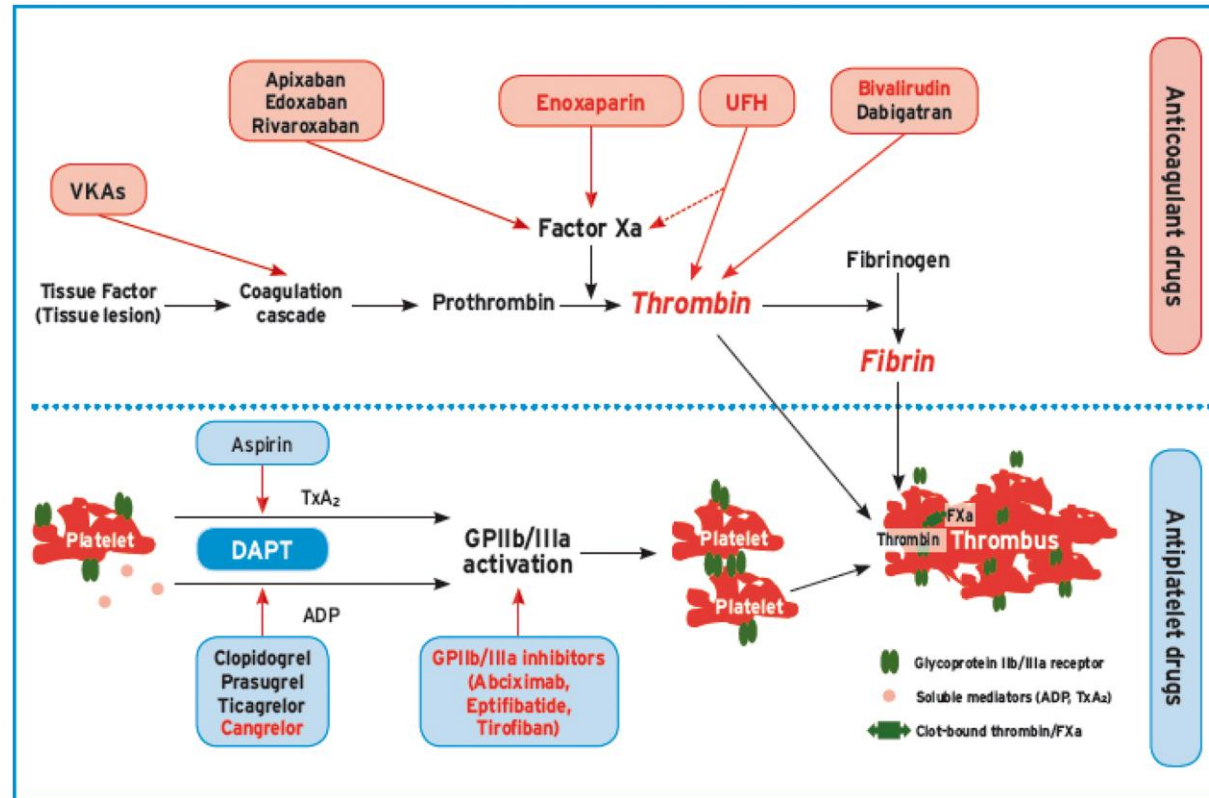 Apixaban
Edoxaban
Rivaroxaban
Enoxaparin
UFH
Bivalirudin
Dabigatran
Anticoagulant drugs
VKAs
Factor Xa
Fibrinogen
Tissue Factor
(Tissue lesion)
Coagulation
cascade
Prothrombin
Thrombin
Fibrin
Aspirin
TxA₂
Platelet
DAPT
GPIIb/IIIa
activation
ADP
Platelet
Platelet
FXa
Thrombin
Thrombus
Antiplatelet drugs
Clopidogrel
Prasugrel
Ticagrelor
Cangrelor
GPIIb/IIIa inhibitors
(Abciximab,
Eptifibatide,
Tirofiban)
Glycoprotein IIb/IIIa receptor
Soluble mediators (ADP, TxA₂)
Clot-bound thrombin/FXa